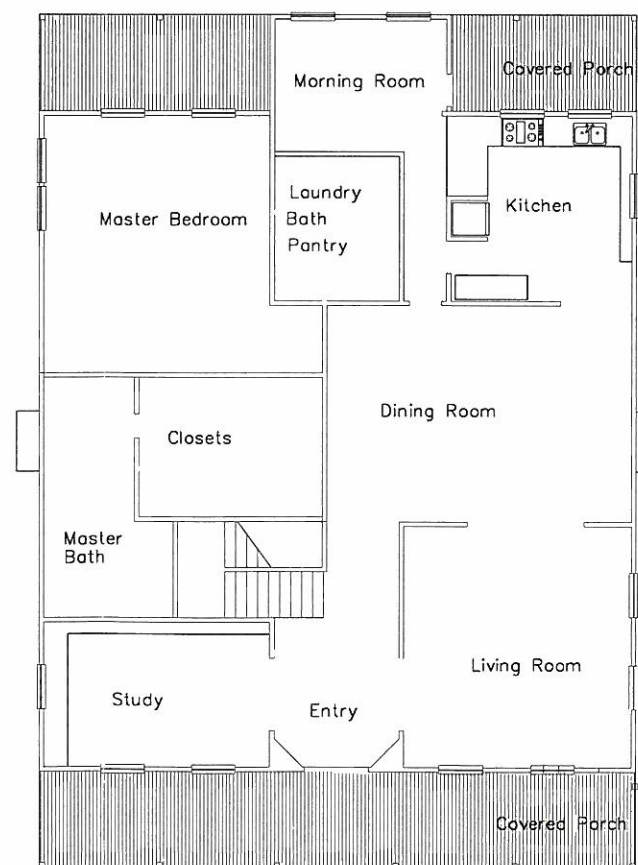 Covered Porch
Morning Room
Master Bedroom
Laundry
Bath
Pantry
Kitchen
Dining Room
Closets
Master
Bath
Living Room
Study
Entry
Covered Porch